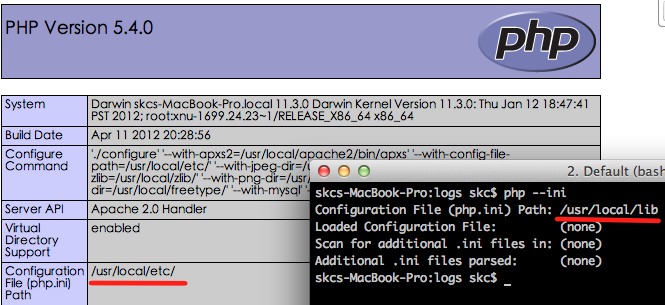 PHP Version 5.4.0
php
System
Darwin skcs-MacBook-Pro.local 11.3.0 Darwin Kernel Version 11.3.0: Thu Jan 12 18:47:41
PST 2012; root:xnu-1699.24.23~1/RELEASE_X86_64 x86_64
Build Date
Apr 11 2012 20:28:56
Configure
Command
'./configure' '--with-apxs2=/usr/local/apache2/bin/apxs' '--with-config-file-
path=/usr/local/etc/' '--with-jpeg-di
zlib=/usr/local/zlib/' '--with-png-dir=/us
dir=/usr/local/freetype/' '--with-mysql'
Server API
Apache 2.0 Handler
Virtual
Directory
Support
enabled
Configuration
File (php.ini)
Path
/usr/local/etc/
2. Default (bash
skcs-MacBook-Pro:logs skc$ php --ini
Configuration File (php.ini) Path: /usr/local/lib
Loaded Configuration File: (none)
Scan for additional .ini files in: (none)
Additional .ini files parsed: (none)
skcs-MacBook-Pro:logs skc$ _